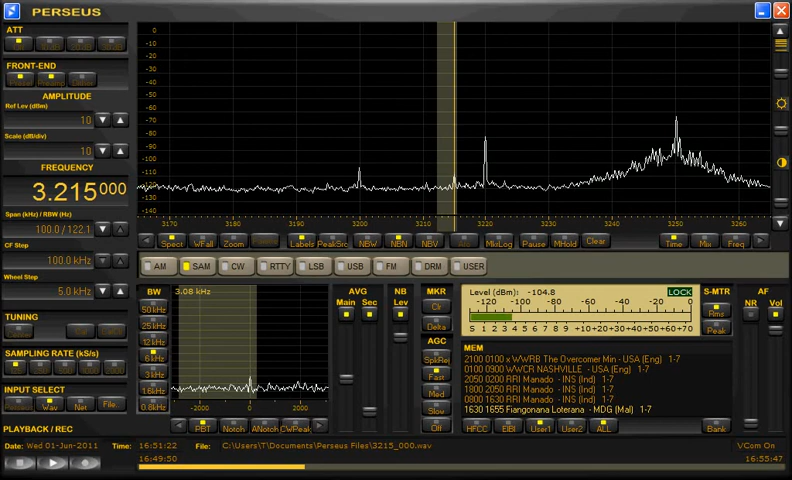 PERSEUS
ATT
FRONT-END
AMPLITUDE
Ref Lev (dBm)
10
Scale (dB/div)
10
FREQUENCY
3.215000
Span (kHz) / RBW (Hz)
100.0 / 122.1
CF Step
100.0 kHz
Wheel Step
5.0 kHz
TUNING
SAMPLING RATE (kS/s)
INPUT SELECT
Wav Net File..
PLAYBACK / REC
0
-10
-20
-30
-40
-50
-60
-70
-80
-90
-100
-110
-120
-130
-140
3170 3180 3190 3200 3210 3220 3230 3240 3250 3260
Spect WFall Zoom Labels PeakSrc NBW NBN NBV MkrLog Pause MHold Clear Time Mix Freq
AM SAM CW RTTY LSB USB FM DRM USER
BW
50kHz
25kHz
12kHz
6kHz
3kHz
1.6kHz
0.8kHz
3.08 kHz
-2000 0 2000
PBT Notch ANotch CWPeak
AVG
Main Sec
NB
Lev
MKR
Clr
Delta
AGC
SpkRej
Fast
Med
Slow
Off
Level (dBm): -104.8 LOCK
-120 -100 -80 -60 -40 -20 0
S 1 3 5 7 9 +10 +20 +30 +40 +50 +60 +70
S-MTR
Rms
Peak
AF
NR Vol
MEM
2100 0100 x WWRB The Overcomer Min - USA (Eng) 1-7
0100 0900 WWCR NASHVILLE - USA (Eng) 1-7
2050 0200 RRI Manado - INS (Ind) 1-7
1800 2050 RRI Manado - INS (Ind) 1-7
0800 1630 RRI Manado - INS (Ind) 1-7
1630 1655 Fiangonana Loterana - MDG (Mal) 1-7
HFCC EIBI User1 User2 ALL Bank
Date: Wed 01-Jun-2011 Time: 16:51:22 File: C:\Users\T\Documents\Perseus Files\3215_000.wav VCom On
16:49:50 16:55:47